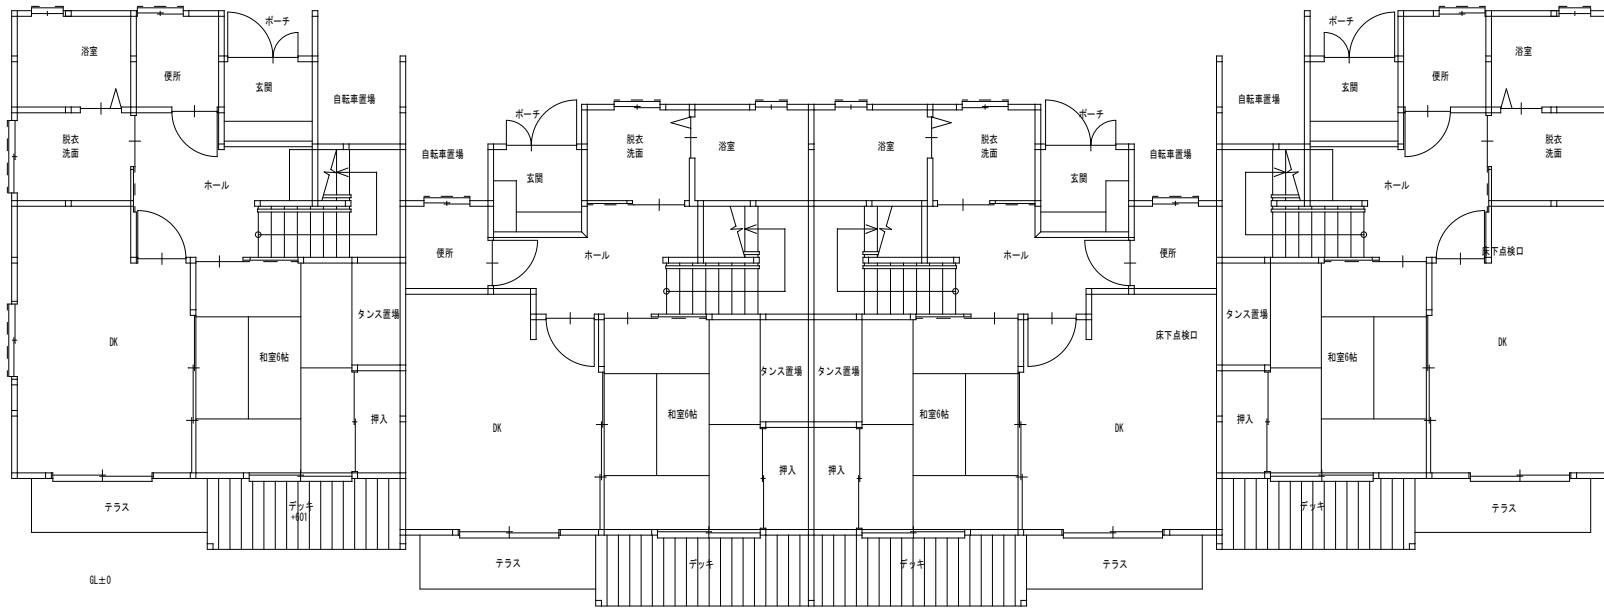 ポーチ
ポーチ
浴室
便所
玄関
自転車置場
自転車置場
玄関
便所
浴室
ポーチ
ポーチ
脱衣
洗面
ホール
自転車置場
玄関
脱衣
洗面
浴室
浴室
脱衣
洗面
玄関
自転車置場
ホール
脱衣
洗面
便所
ホール
ホール
便所
床下点検口
DK
和室6帖
タンス置場
タンス置場
タンス置場
床下点検口
タンス置場
和室6帖
DK
押入
DK
和室6帖
押入
押入
和室6帖
DK
押入
テラス
デッキ
+601
テラス
デッキ
デッキ
テラス
デッキ
テラス
GL±0